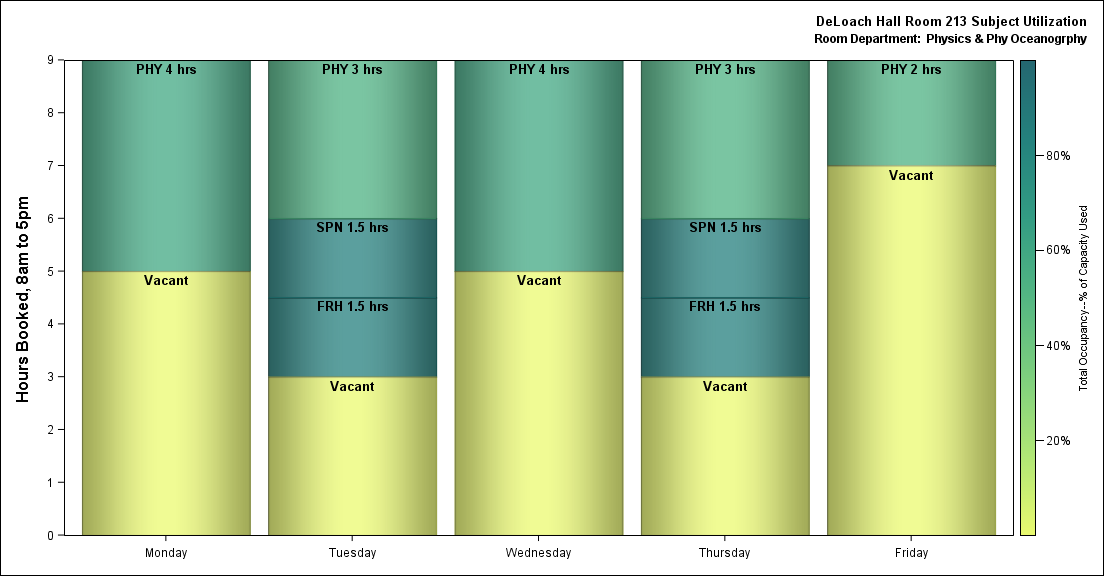 DeLoach Hall Room 213 Subject Utilization
Room Department: Physics & Phy Oceanogrphy
Hours Booked, 8am to 5pm
9
8
7
6
5
4
3
2
1
0
PHY 4 hrs
Vacant
PHY 3 hrs
SPN 1.5 hrs
FRH 1.5 hrs
Vacant
PHY 4 hrs
Vacant
PHY 3 hrs
SPN 1.5 hrs
FRH 1.5 hrs
Vacant
PHY 2 hrs
Vacant
Monday Tuesday Wednesday Thursday Friday
80%
60%
40%
20%
Total Occupancy--% of Capacity Used